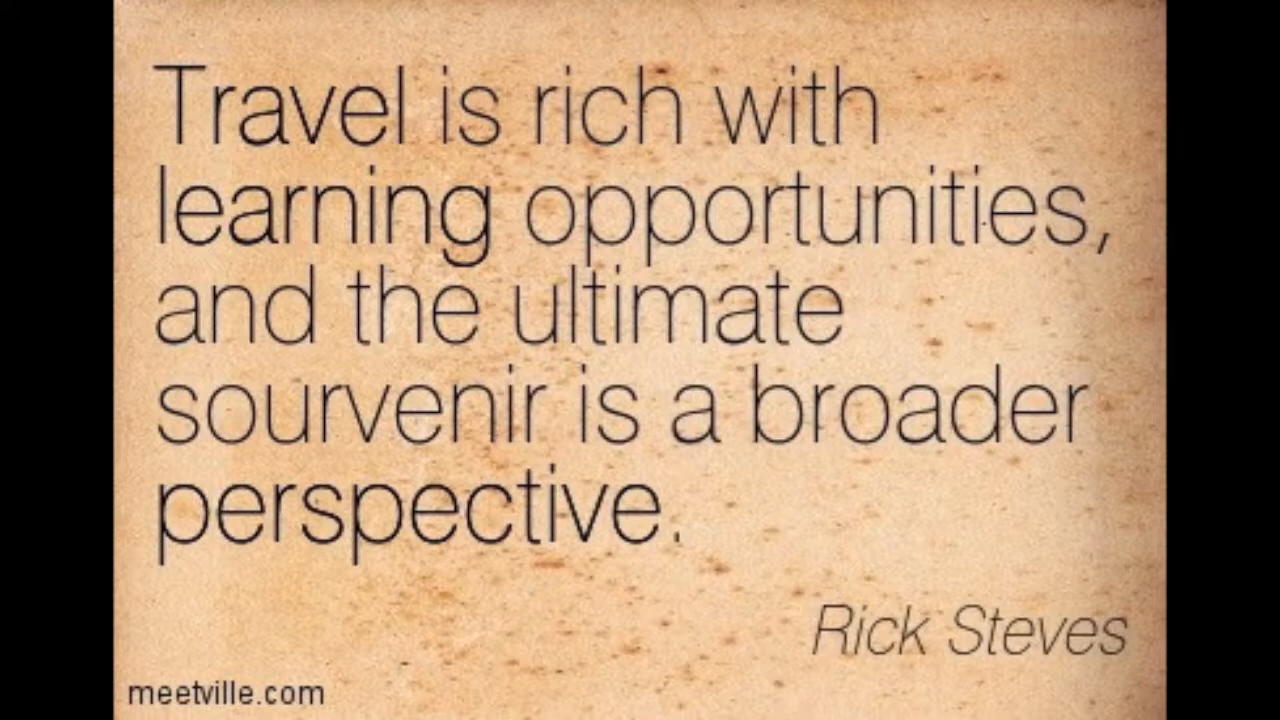 Travel is rich with
learning opportunities,
and the ultimate
sourvenir is a broader
perspective.
Rick Steves
meetville.com